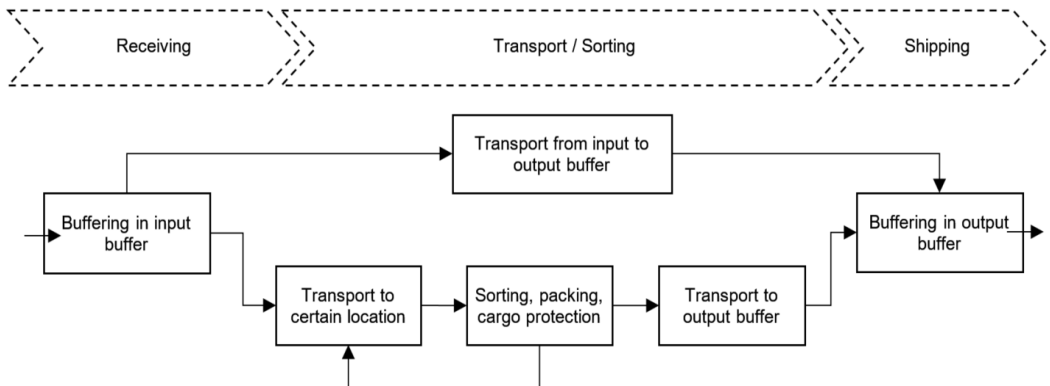 Receiving
Transport / Sorting
Shipping
Transport from input to
output buffer
Buffering in input
buffer
Buffering in output
buffer
Transport to
certain location
Sorting, packing,
cargo protection
Transport to
output buffer